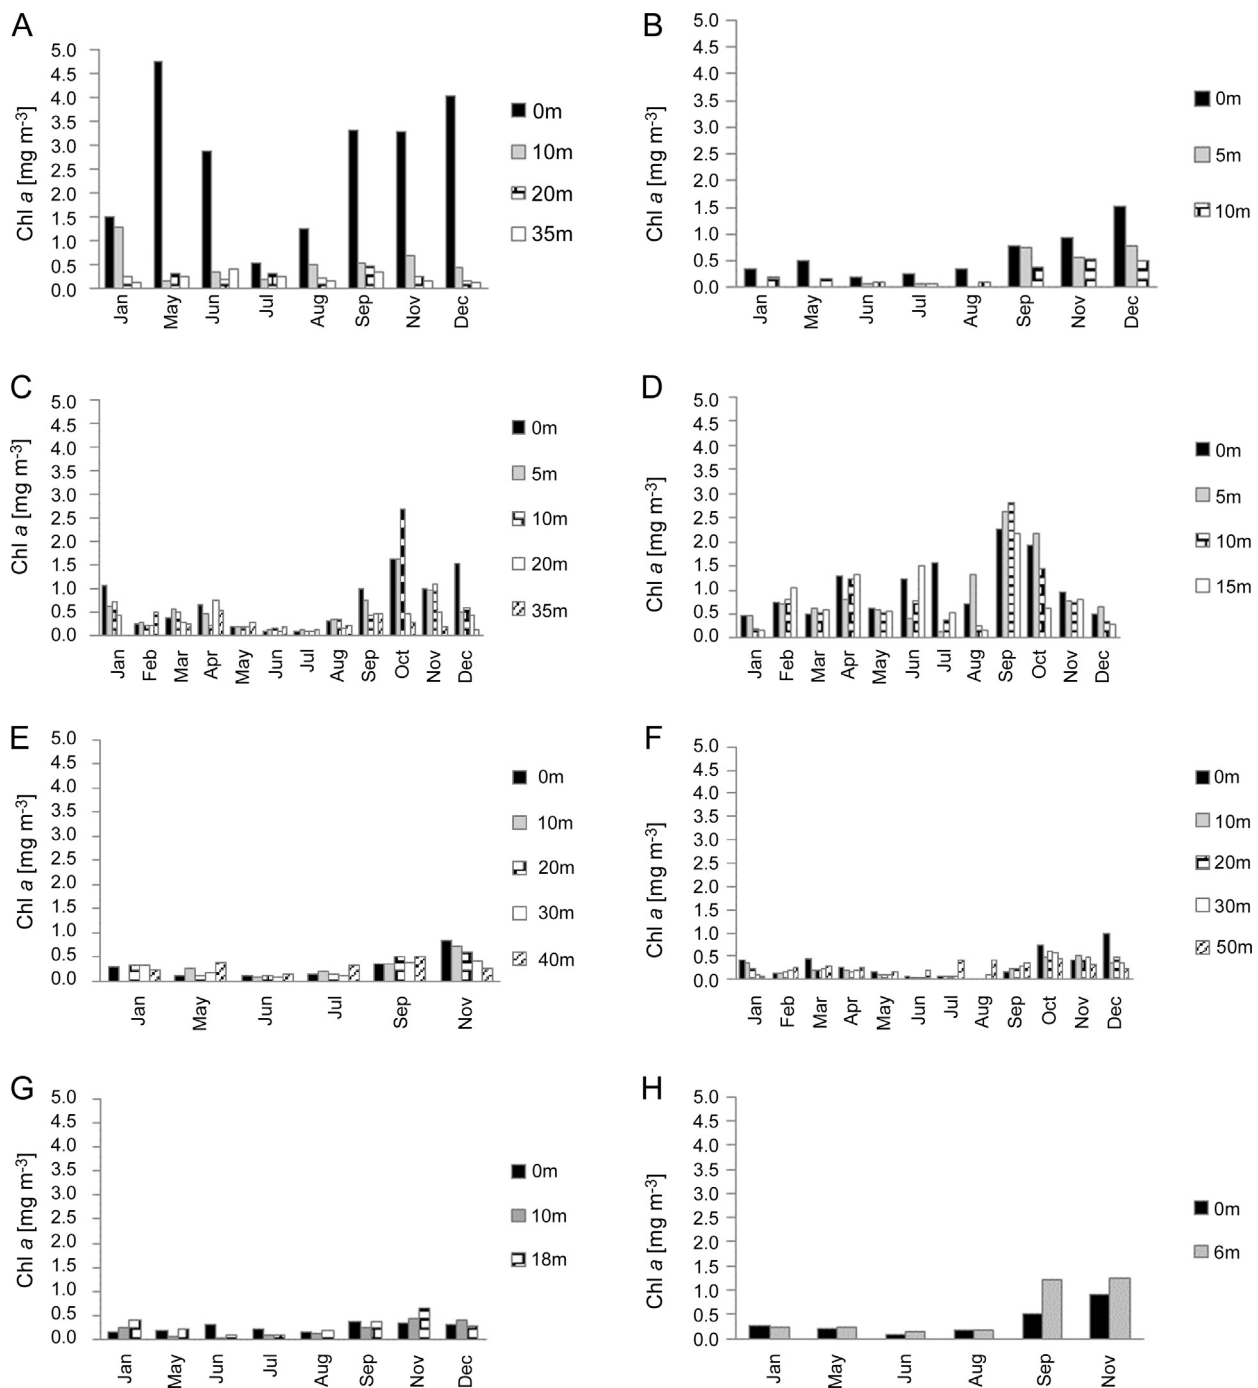 A
Chl a [mg m-3]
5.0
4.5
4.0
3.5
3.0
2.5
2.0
1.5
1.0
0.5
0.0
Jan May Jun Jul Aug Sep Nov Dec
0m
10m
20m
35m
B
Chl a [mg m-3]
5.0
4.5
4.0
3.5
3.0
2.5
2.0
1.5
1.0
0.5
0.0
Jan May Jun Jul Aug Sep Nov Dec
0m
5m
10m
C
Chl a [mg m-3]
5.0
4.5
4.0
3.5
3.0
2.5
2.0
1.5
1.0
0.5
0.0
Jan Feb Mar Apr May Jun Jul Aug Sep Oct Nov Dec
0m
5m
10m
20m
35m
D
Chl a [mg m-3]
5.0
4.5
4.0
3.5
3.0
2.5
2.0
1.5
1.0
0.5
0.0
Jan Feb Mar Apr May Jun Jul Aug Sep Oct Nov Dec
0m
5m
10m
15m
E
Chl a [mg m-3]
5.0
4.5
4.0
3.5
3.0
2.5
2.0
1.5
1.0
0.5
0.0
Jan May Jun Jul Sep Nov
0m
10m
20m
30m
40m
F
Chl a [mg m-3]
5.0
4.5
4.0
3.5
3.0
2.5
2.0
1.5
1.0
0.5
0.0
Jan Feb Mar Apr May Jun Jul Aug Sep Oct Nov Dec
0m
10m
20m
30m
50m
G
Chl a [mg m-3]
5.0
4.5
4.0
3.5
3.0
2.5
2.0
1.5
1.0
0.5
0.0
Jan May Jun Jul Aug Sep Nov Dec
0m
10m
18m
H
Chl a [mg m-3]
5.0
4.5
4.0
3.5
3.0
2.5
2.0
1.5
1.0
0.5
0.0
Jan May Jun Aug Sep Nov
0m
6m